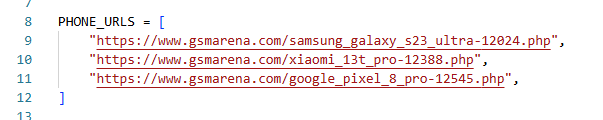 7
8 PHONE_URLS = [
9 "https://www.gsmarena.com/samsung_galaxy_s23_ultra-12024.php",
10 "https://www.gsmarena.com/xiaomi_13t_pro-12388.php",
11 "https://www.gsmarena.com/google_pixel_8_pro-12545.php",
12 ]
13